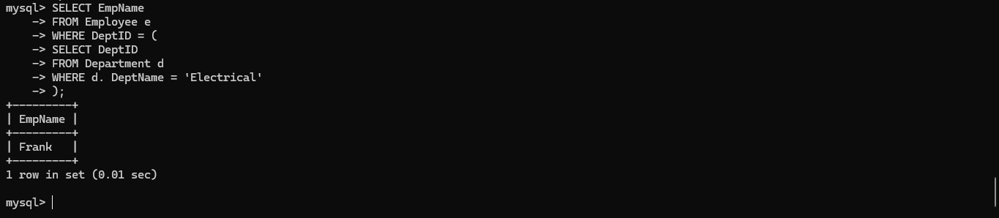 mysql> SELECT EmpName
    -> FROM Employee e
    -> WHERE DeptID = (
    -> SELECT DeptID
    -> FROM Department d
    -> WHERE d. DeptName = 'Electrical'
    -> );
+---------+
| EmpName |
+---------+
| Frank   |
+---------+
1 row in set (0.01 sec)

mysql>